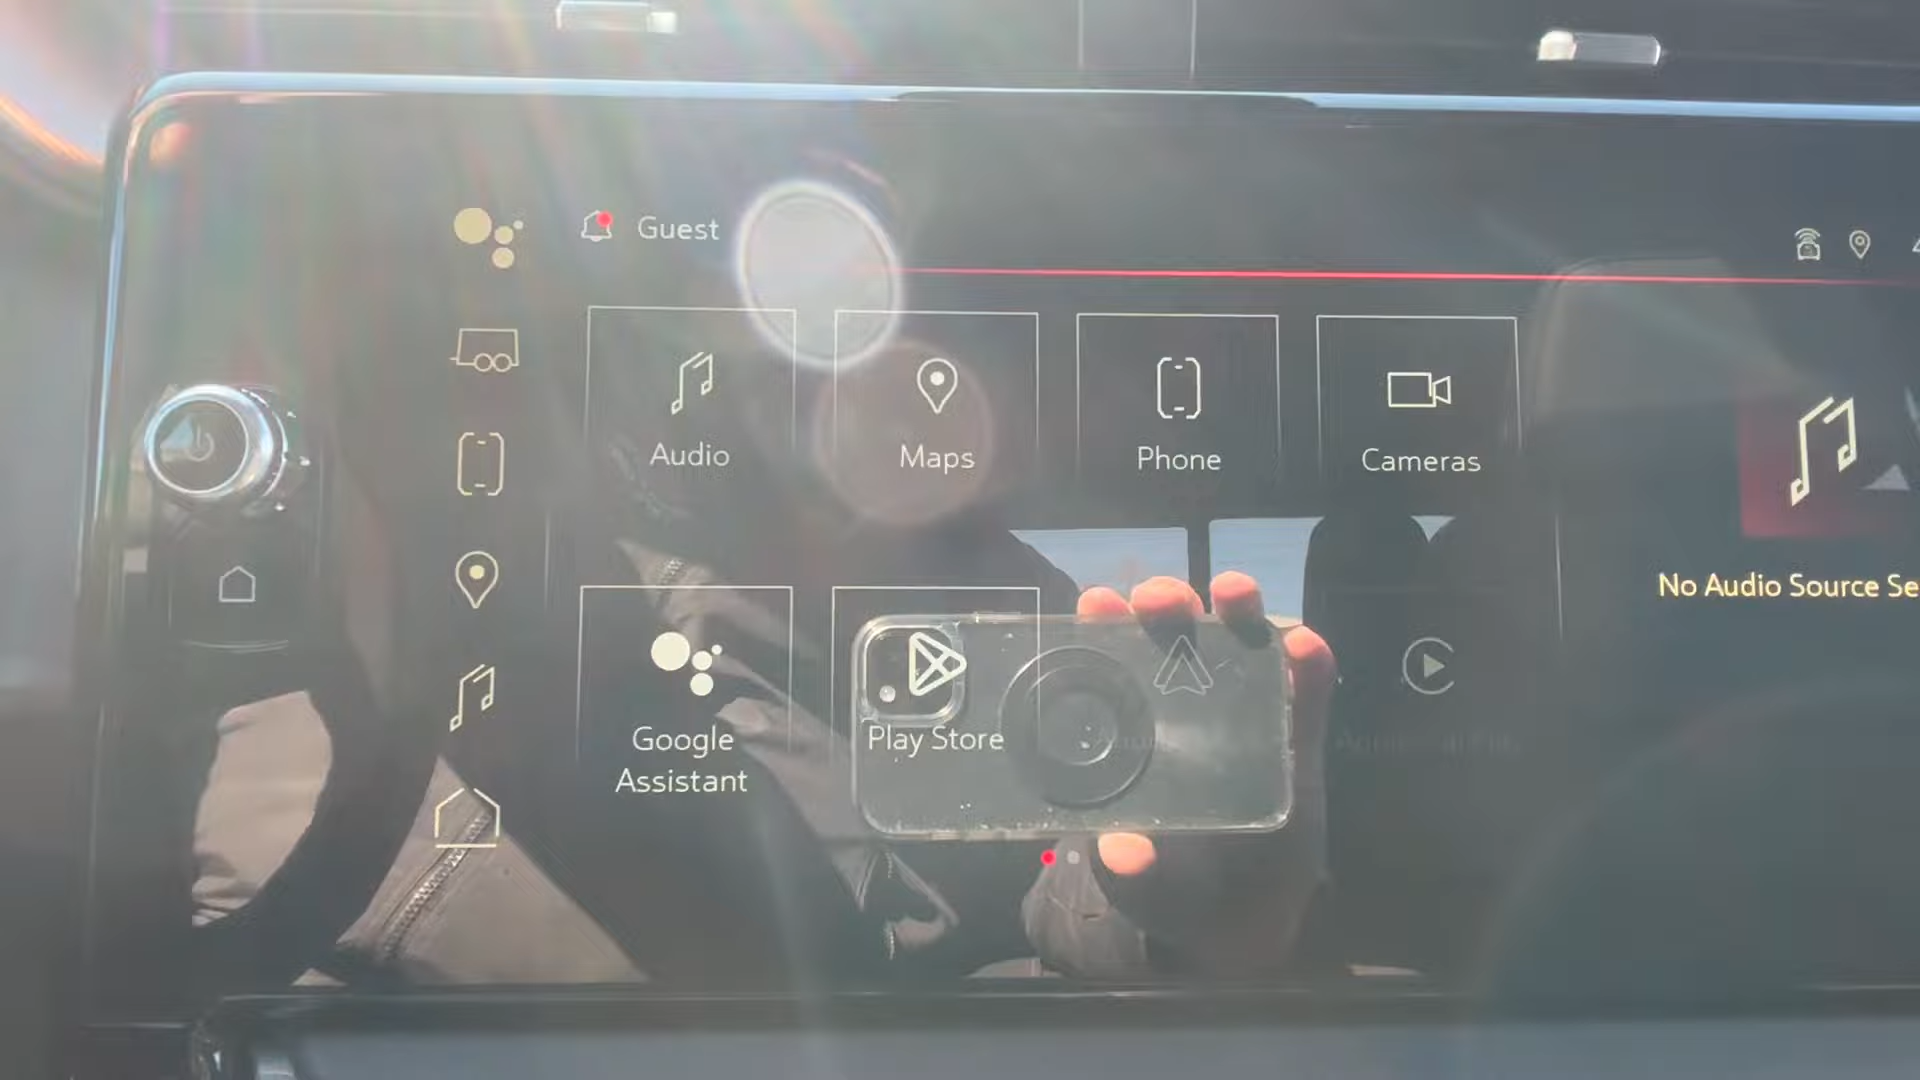 Guest
Audio
Maps
Phone
Cameras
No Audio Source Se
Google
Assistant
Play Store